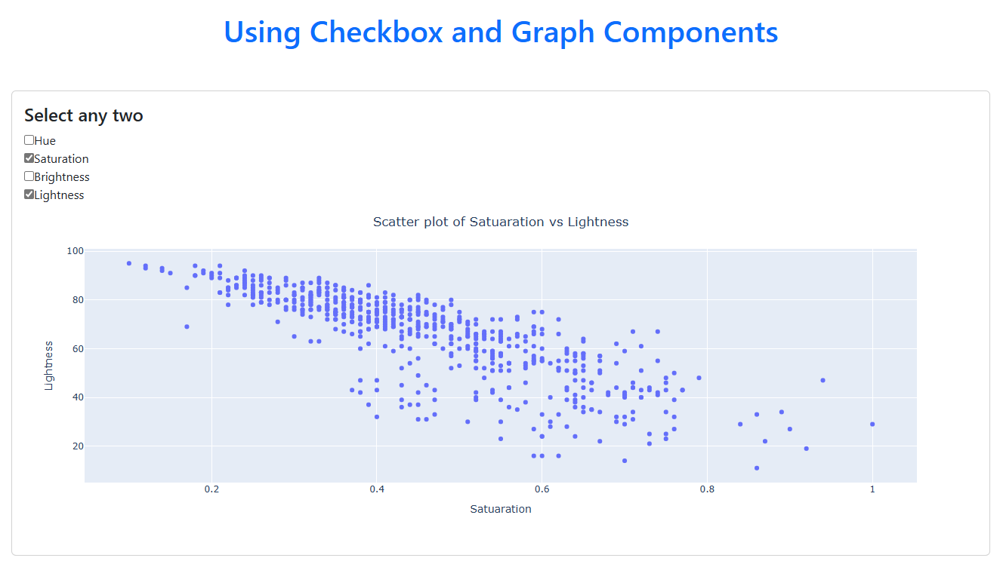 Using Checkbox and Graph Components
Select any two
Hue
Saturation
Brightness
Lightness
Scatter plot of Satuaration vs Lightness
100
80
60
40
20
Lightness
0.2 0.4 0.6 0.8 1
Satuaration